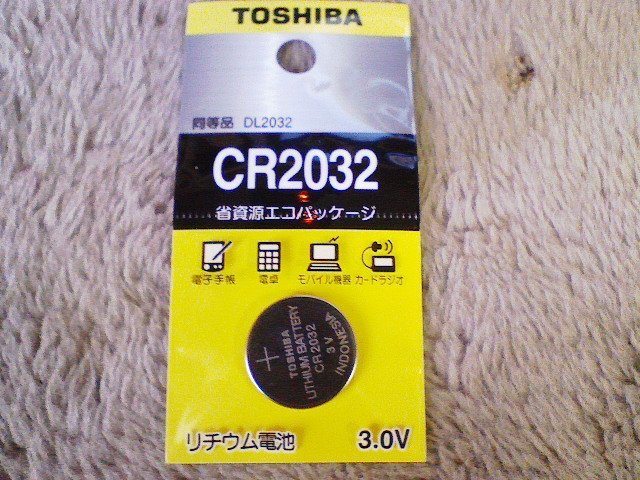 TOSHIBA
同等品 DL2032
CR2032
省資源エコパッケージ
電子手帳 電卓 モバイル機器 カードラジオ
+
TOSHIBA
LITHIUM BATTERY
CR2032
3V
INDONESIA
リチウム電池 3.0V